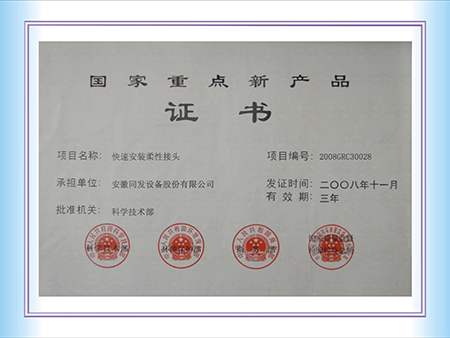 国家重点新产品
证书
项目名称: 快速安装柔性接头
项目编号: 2008GRC30028
承担单位: 安徽同发设备股份有限公司
发证时间: 二〇〇八年十一月
有效期: 三年
批准机关: 科学技术部